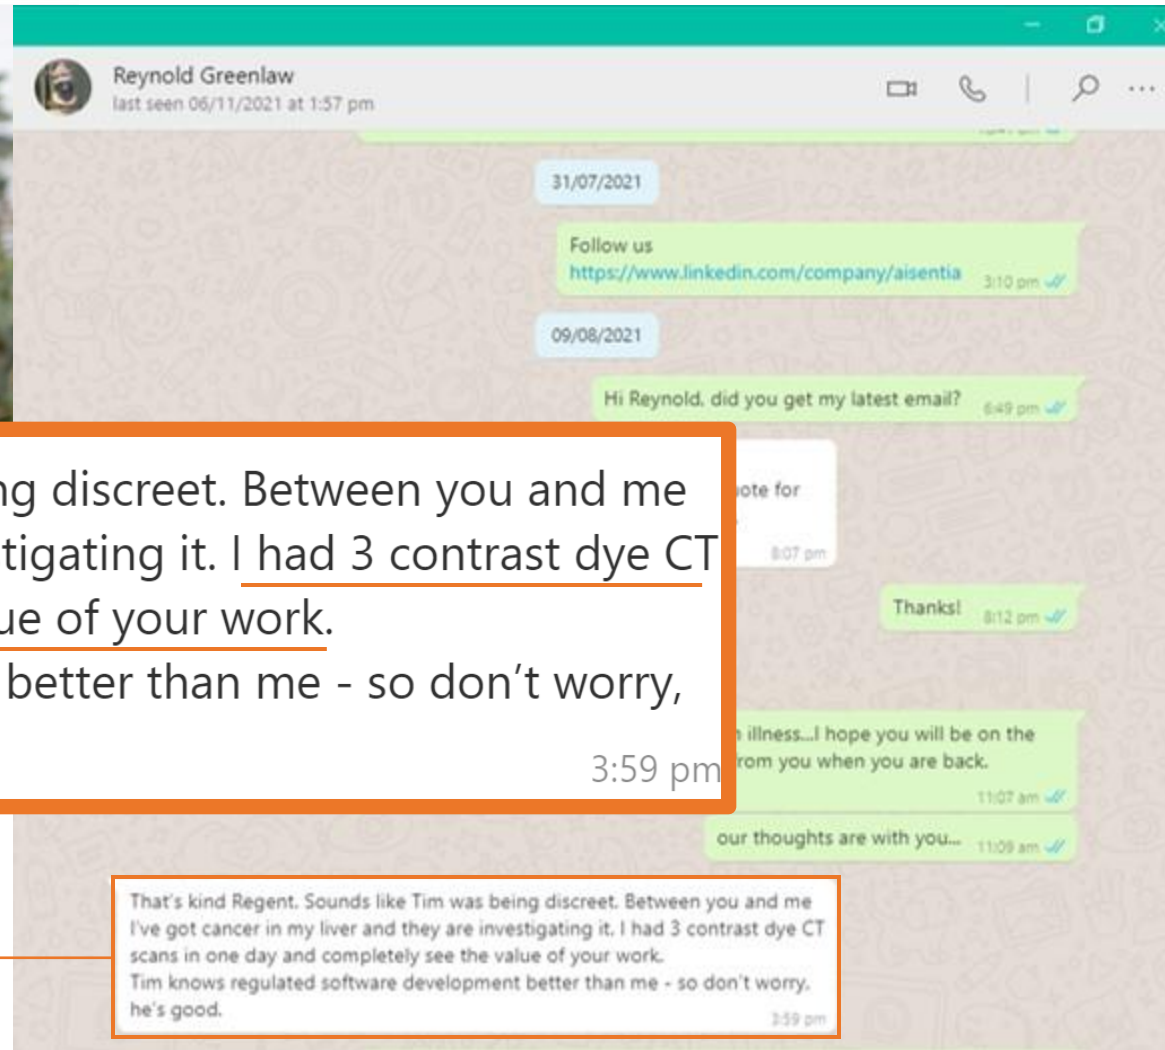 Reynold Greenlaw
last seen 06/11/2021 at 1:57 pm
31/07/2021
Follow us
https://www.linkedin.com/company/aisentia 3:10 pm
09/08/2021
Hi Reynold, did you get my latest email? 6:49 pm
ote for
8:07 pm
Thanks! 8:12 pm
ng discreet. Between you and me
tigating it. I had 3 contrast dye CT
ue of your work.
better than me - so don't worry,
3:59 pm
illness...I hope you will be on the
from you when you are back.
11:07 am
our thoughts are with you... 11:09 am
That's kind Regent. Sounds like Tim was being discreet. Between you and me
I've got cancer in my liver and they are investigating it. I had 3 contrast dye CT
scans in one day and completely see the value of your work.
Tim knows regulated software development better than me - so don't worry,
he's good.
3:59 pm